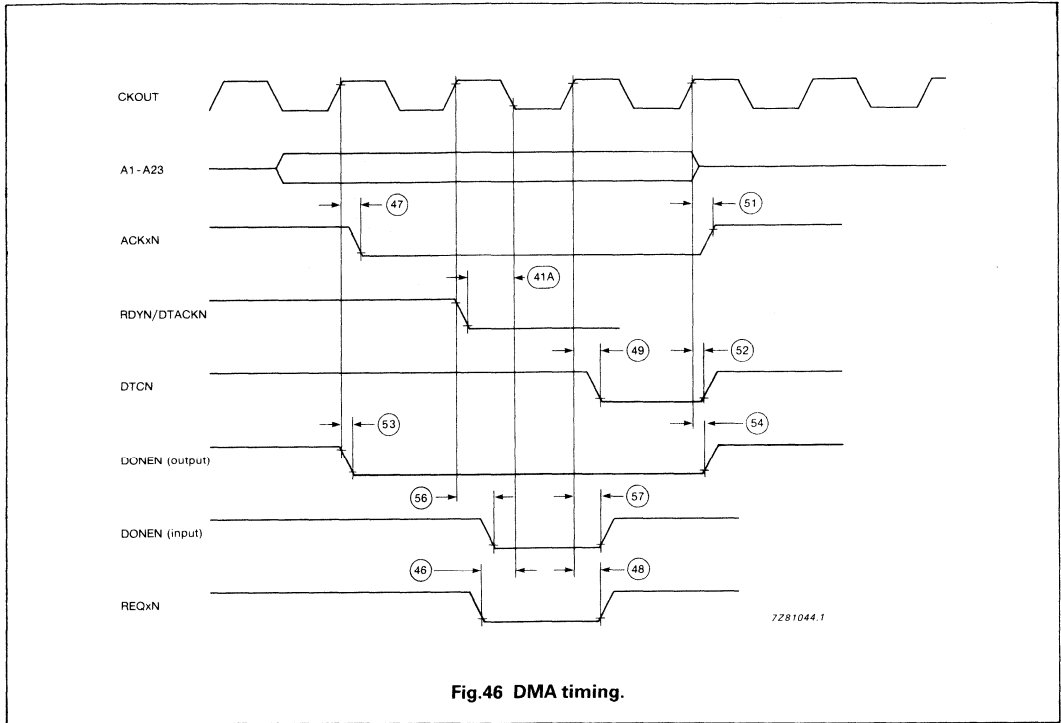 CKOUT
A1-A23
47
51
ACKxN
41A
RDYN/DTACKN
49
52
DTCN
53
54
DONEN (output)
56
57
DONEN (input)
46
48
REQxN
7Z81044.1
Fig.46 DMA timing.